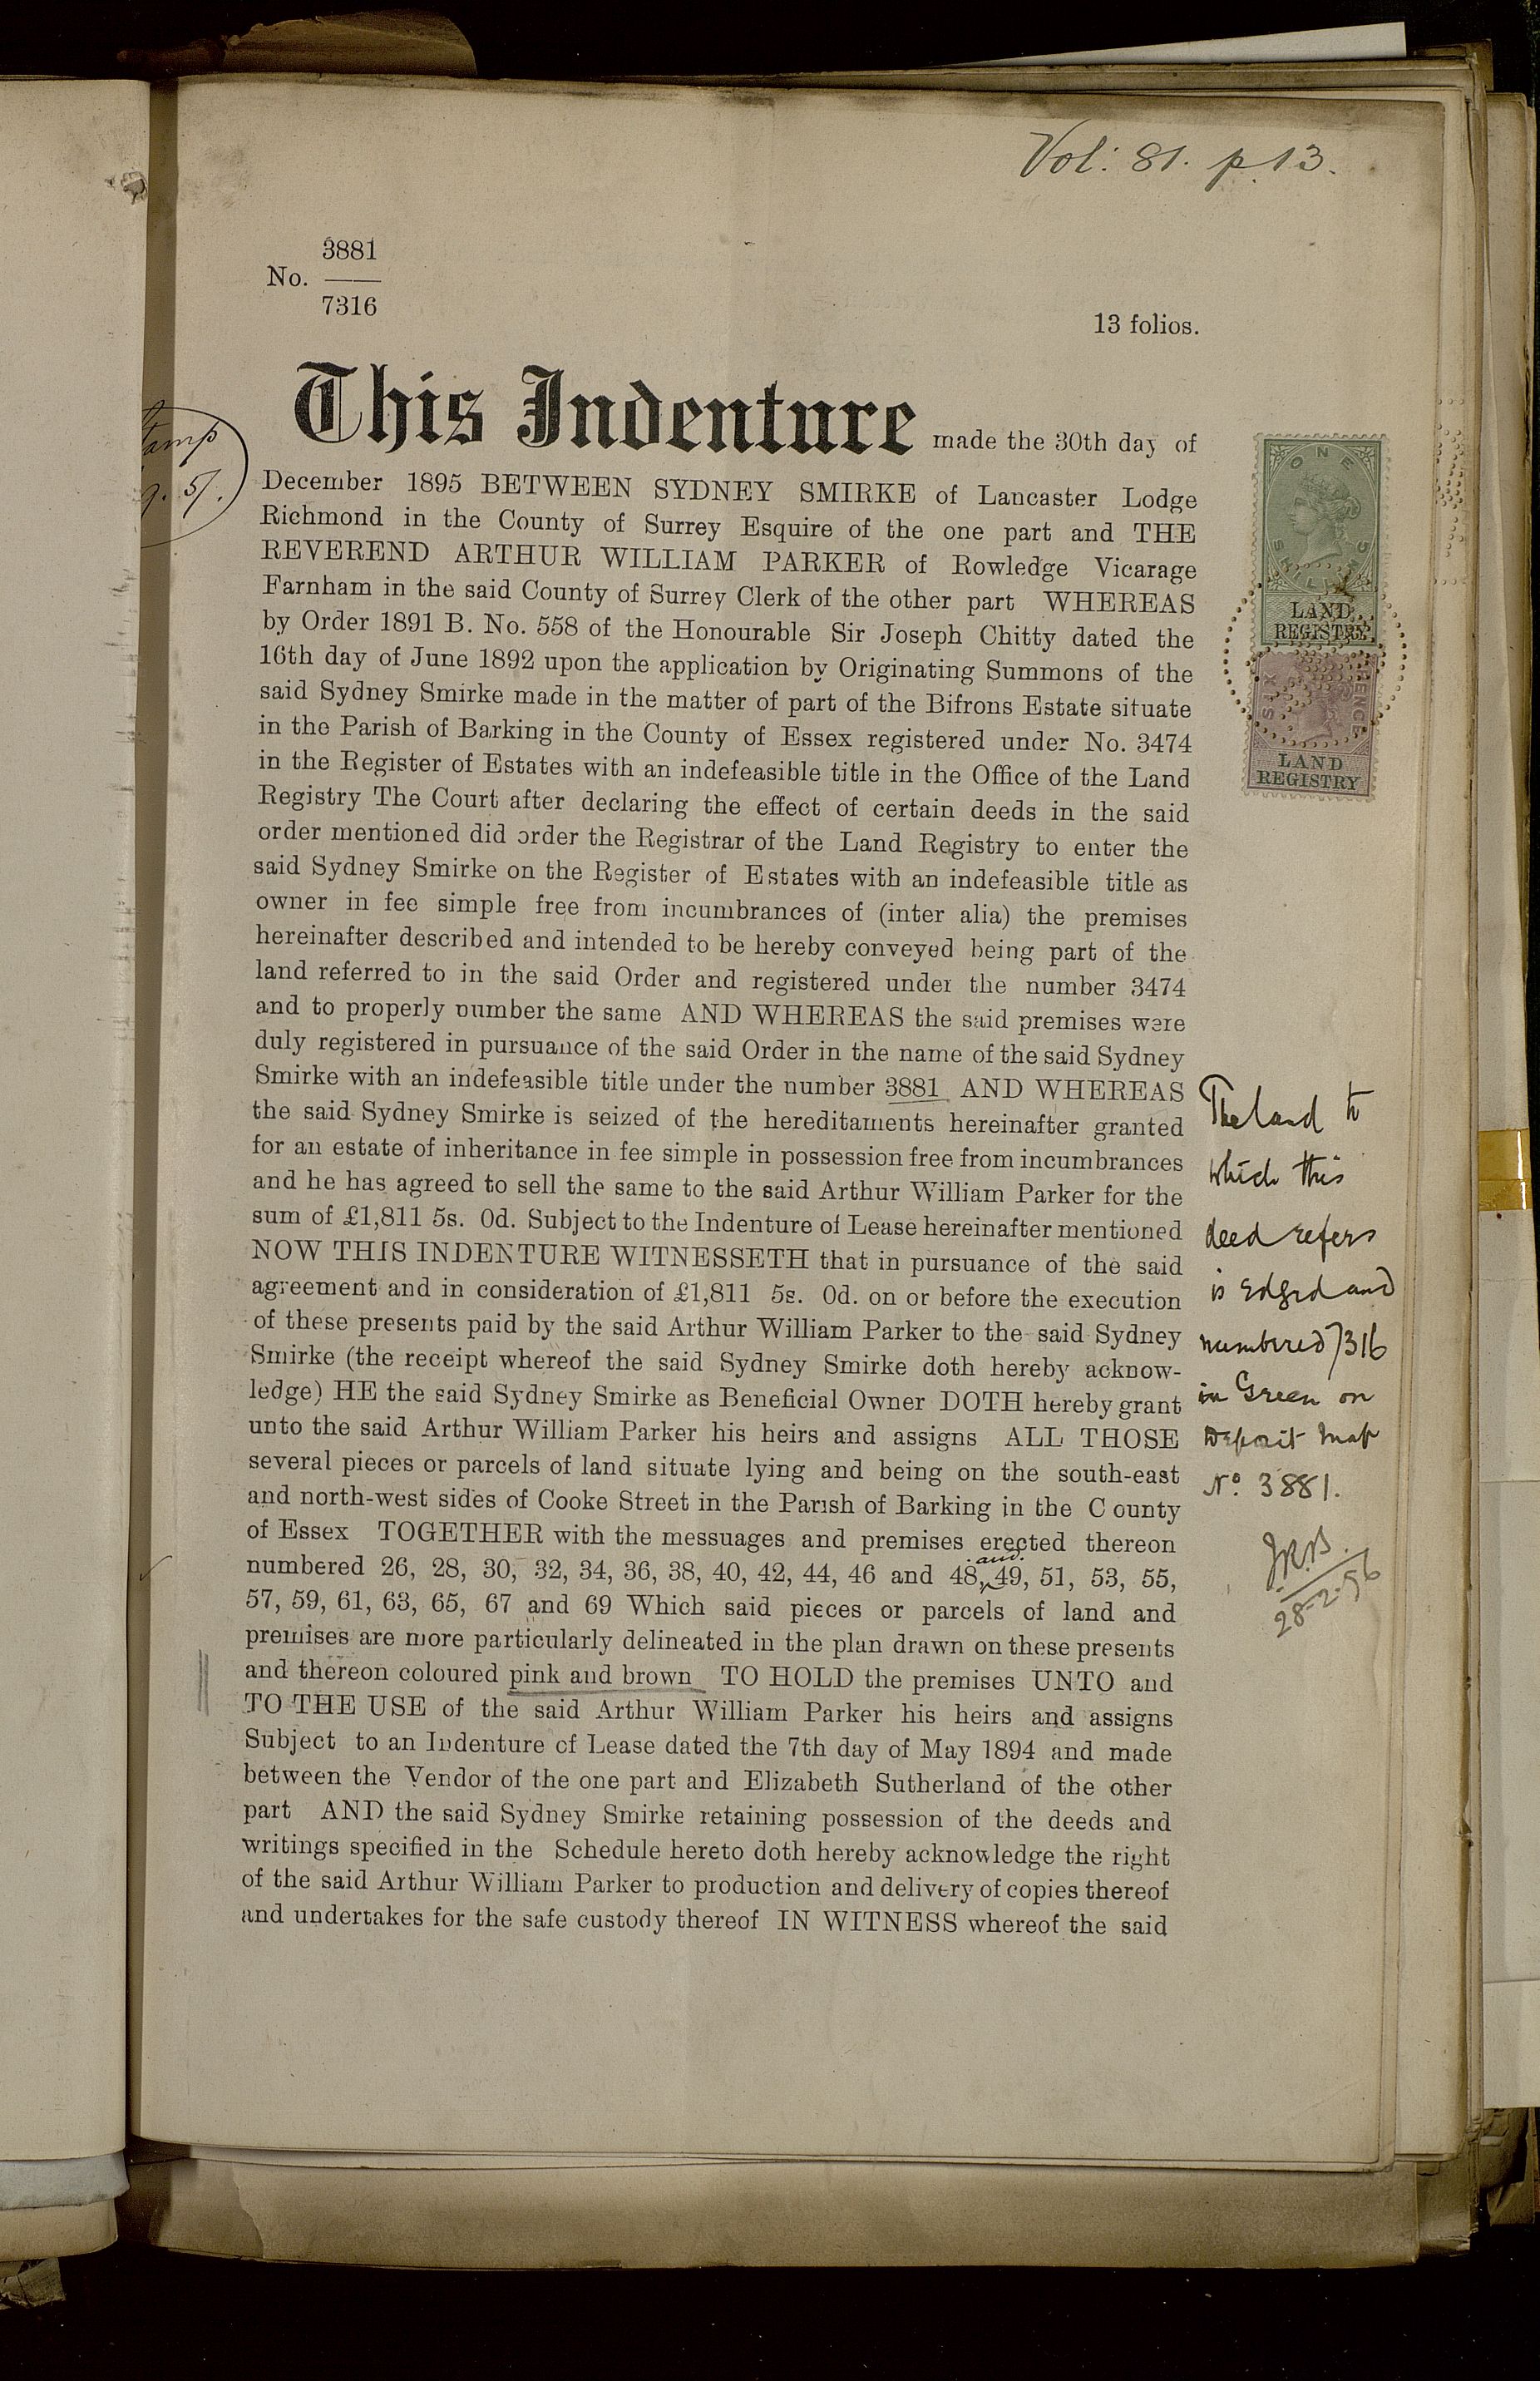 Vol: 81. p. 13.
3881
No. ——
7316
13 folios.
This Indenture made the 30th day of
December 1895 BETWEEN SYDNEY SMIRKE of Lancaster Lodge
Richmond in the County of Surrey Esquire of the one part and THE
REVEREND ARTHUR WILLIAM PARKER of Rowledge Vicarage
Farnham in the said County of Surrey Clerk of the other part WHEREAS
by Order 1891 B. No. 558 of the Honourable Sir Joseph Chitty dated the
16th day of June 1892 upon the application by Originating Summons of the
said Sydney Smirke made in the matter of part of the Bifrons Estate situate
in the Parish of Barking in the County of Essex registered under No. 3474
in the Register of Estates with an indefeasible title in the Office of the Land
Registry The Court after declaring the effect of certain deeds in the said
order mentioned did order the Registrar of the Land Registry to enter the
said Sydney Smirke on the Register of Estates with an indefeasible title as
owner in fee simple free from incumbrances of (inter alia) the premises
hereinafter described and intended to be hereby conveyed being part of the
land referred to in the said Order and registered under the number 3474
and to properly number the same AND WHEREAS the said premises were
duly registered in pursuance of the said Order in the name of the said Sydney
Smirke with an indefeasible title under the number 3881 AND WHEREAS
the said Sydney Smirke is seized of the hereditaments hereinafter granted
for an estate of inheritance in fee simple in possession free from incumbrances
and he has agreed to sell the same to the said Arthur William Parker for the
sum of £1,811 5s. 0d. Subject to the Indenture of Lease hereinafter mentioned
NOW THIS INDENTURE WITNESSETH that in pursuance of the said
agreement and in consideration of £1,811 5s. 0d. on or before the execution
of these presents paid by the said Arthur William Parker to the said Sydney
Smirke (the receipt whereof the said Sydney Smirke doth hereby acknow-
ledge) HE the said Sydney Smirke as Beneficial Owner DOTH hereby grant
unto the said Arthur William Parker his heirs and assigns ALL THOSE
several pieces or parcels of land situate lying and being on the south-east
and north-west sides of Cooke Street in the Parish of Barking in the County
of Essex TOGETHER with the messuages and premises erected thereon
numbered 26, 28, 30, 32, 34, 36, 38, 40, 42, 44, 46 and 48, and 49, 51, 53, 55,
57, 59, 61, 63, 65, 67 and 69 Which said pieces or parcels of land and
premises are more particularly delineated in the plan drawn on these presents
and thereon coloured pink and brown TO HOLD the premises UNTO and
TO THE USE of the said Arthur William Parker his heirs and assigns
Subject to an Indenture of Lease dated the 7th day of May 1894 and made
between the Vendor of the one part and Elizabeth Sutherland of the other
part AND the said Sydney Smirke retaining possession of the deeds and
writings specified in the Schedule hereto doth hereby acknowledge the right
of the said Arthur William Parker to production and delivery of copies thereof
and undertakes for the safe custody thereof IN WITNESS whereof the said
ONE
SHILLING
LAND
REGISTRY
SIX PENCE
LAND
REGISTRY
The land to
which this
deed refers
is Edged and
numbered 7316
in Green on
Deposit Map
No. 3881.
28-2-96